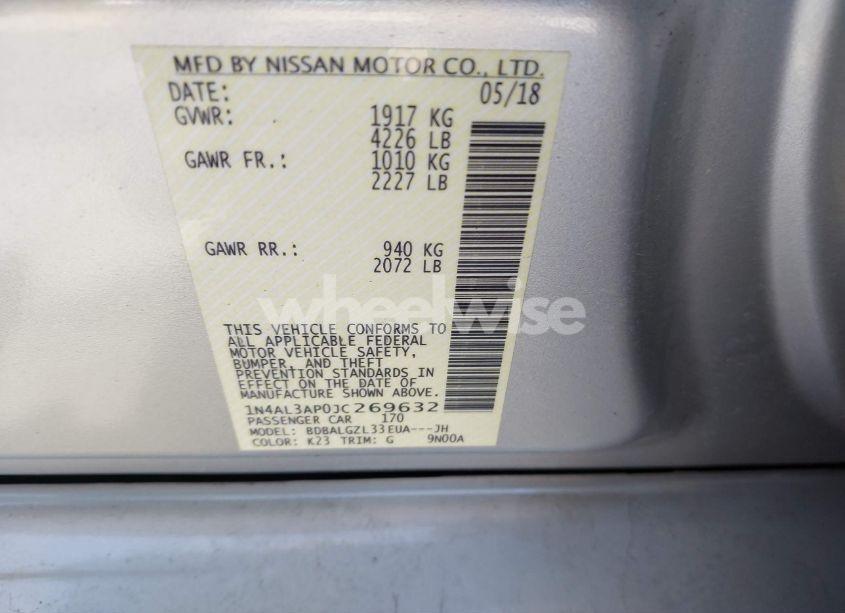 MFD BY NISSAN MOTOR CO., LTD.
DATE: 05/18
GVWR: 1917 KG
4226 LB
GAWR FR.: 1010 KG
2227 LB
GAWR RR.: 940 KG
2072 LB
wheelwise
THIS VEHICLE CONFORMS TO
ALL APPLICABLE FEDERAL
MOTOR VEHICLE SAFETY,
BUMPER, AND THEFT
PREVENTION STANDARDS IN
EFFECT ON THE DATE OF
MANUFACTURE SHOWN ABOVE.
1N4AL3AP0JC269632
PASSENGER CAR 170
MODEL: BDBALGZL33EUA---JH
COLOR: K23 TRIM: G 9N00A